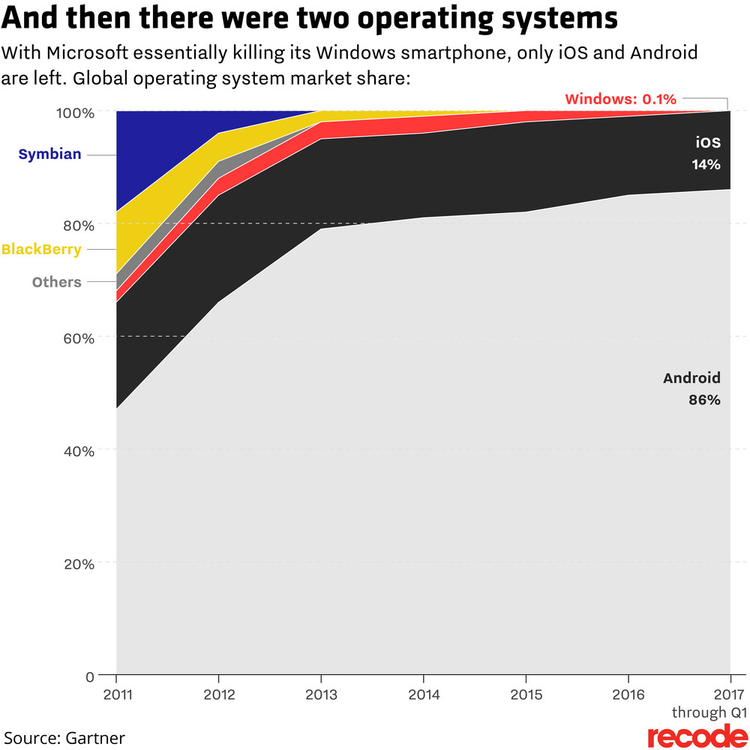 And then there were two operating systems
With Microsoft essentially killing its Windows smartphone, only iOS and Android
are left. Global operating system market share:
Windows: 0.1%
100%
iOS
14%
Symbian
80%
BlackBerry
Others
60%
Android
86%
40%
20%
0
2011 2012 2013 2014 2015 2016 2017
through Q1
Source: Gartner
recode